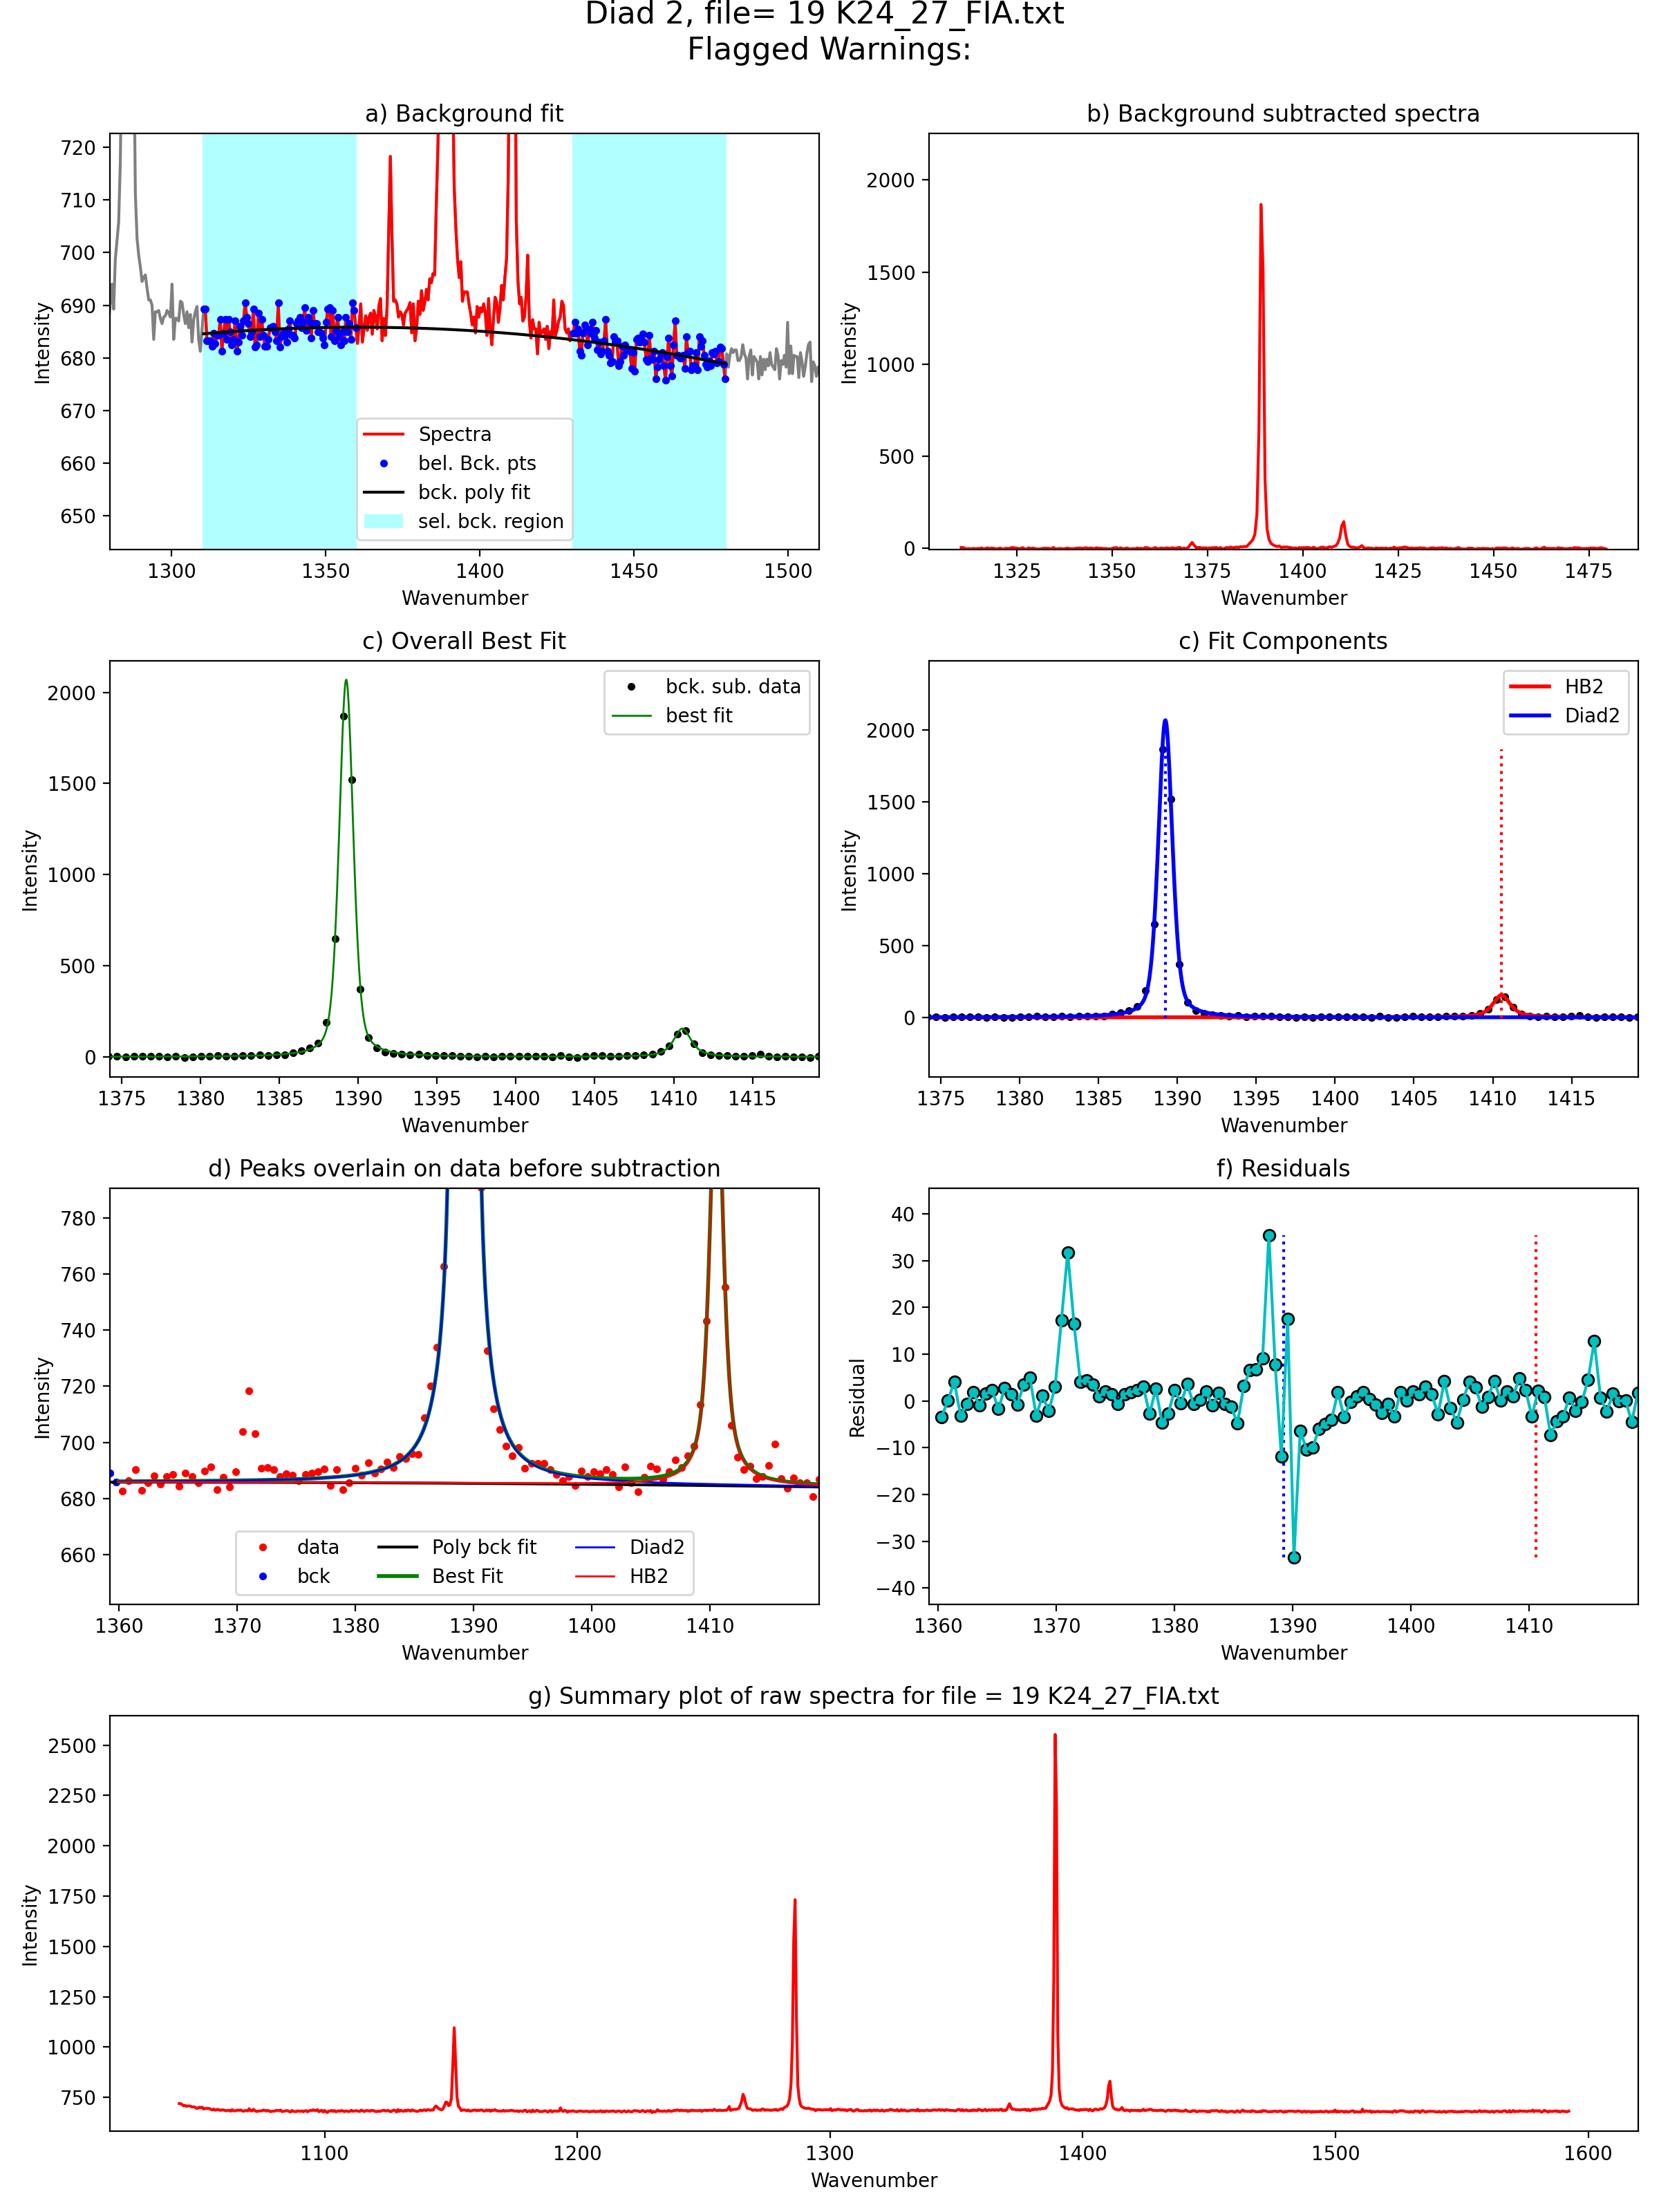 Diad 2, file= 19 K24_27_FIA.txt
Flagged Warnings:
a) Background fit
720
710
700
690
680
670
660
650
Intensity
Spectra
bel. Bck. pts
bck. poly fit
sel. bck. region
1300 1350 1400 1450 1500
Wavenumber
b) Background subtracted spectra
2000
1500
1000
500
0
Intensity
1325 1350 1375 1400 1425 1450 1475
Wavenumber
c) Overall Best Fit
2000
1500
1000
500
0
Intensity
bck. sub. data
best fit
1375 1380 1385 1390 1395 1400 1405 1410 1415
Wavenumber
c) Fit Components
2000
1500
1000
500
0
Intensity
HB2
Diad2
1375 1380 1385 1390 1395 1400 1405 1410 1415
Wavenumber
d) Peaks overlain on data before subtraction
780
760
740
720
700
680
660
Intensity
data
bck
Poly bck fit
Best Fit
Diad2
HB2
1360 1370 1380 1390 1400 1410
Wavenumber
f) Residuals
40
30
20
10
0
−10
−20
−30
−40
Residual
1360 1370 1380 1390 1400 1410
Wavenumber
g) Summary plot of raw spectra for file = 19 K24_27_FIA.txt
2500
2250
2000
1750
1500
1250
1000
750
Intensity
1100 1200 1300 1400 1500 1600
Wavenumber